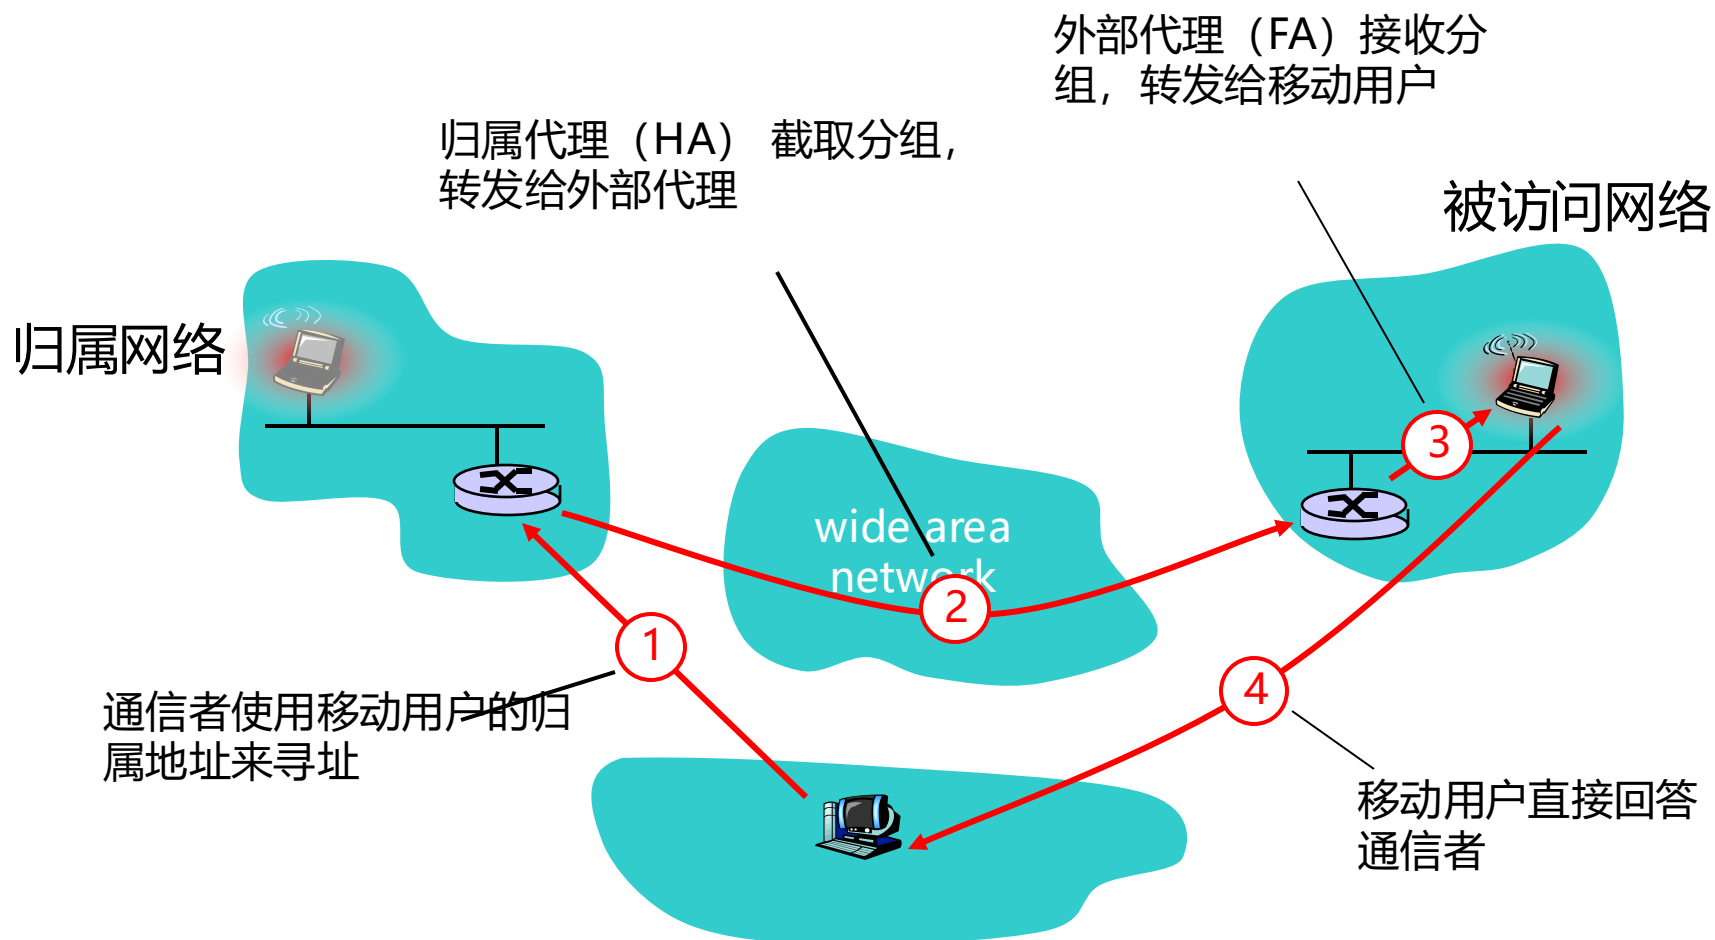 外部代理（FA）接收分
组，转发给移动用户
归属代理（HA） 截取分组，
转发给外部代理
被访问网络
归属网络
3
wide area
network
2
1
4
通信者使用移动用户的归
属地址来寻址
移动用户直接回答
通信者